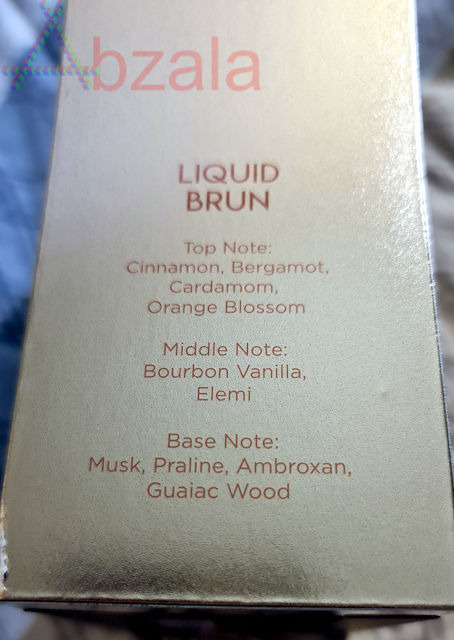 Abzala
LIQUID
BRUN
Top Note:
Cinnamon, Bergamot,
Cardamom,
Orange Blossom
Middle Note:
Bourbon Vanilla,
Elemi
Base Note:
Musk, Praline, Ambroxan,
Guaiac Wood